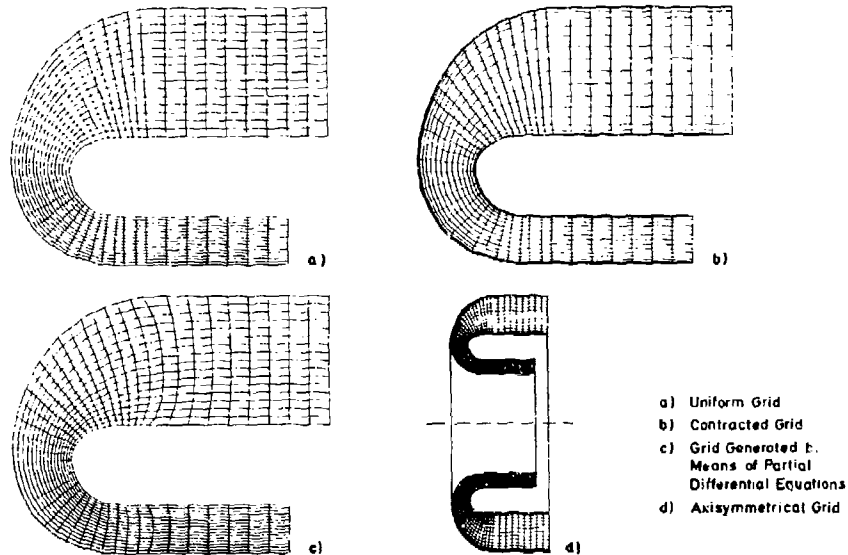 a)
b)
c)
d)
a) Uniform Grid
b) Contracted Grid
c) Grid Generated b.
Means of Partial
Differential Equations
d) Axisymmetrical Grid